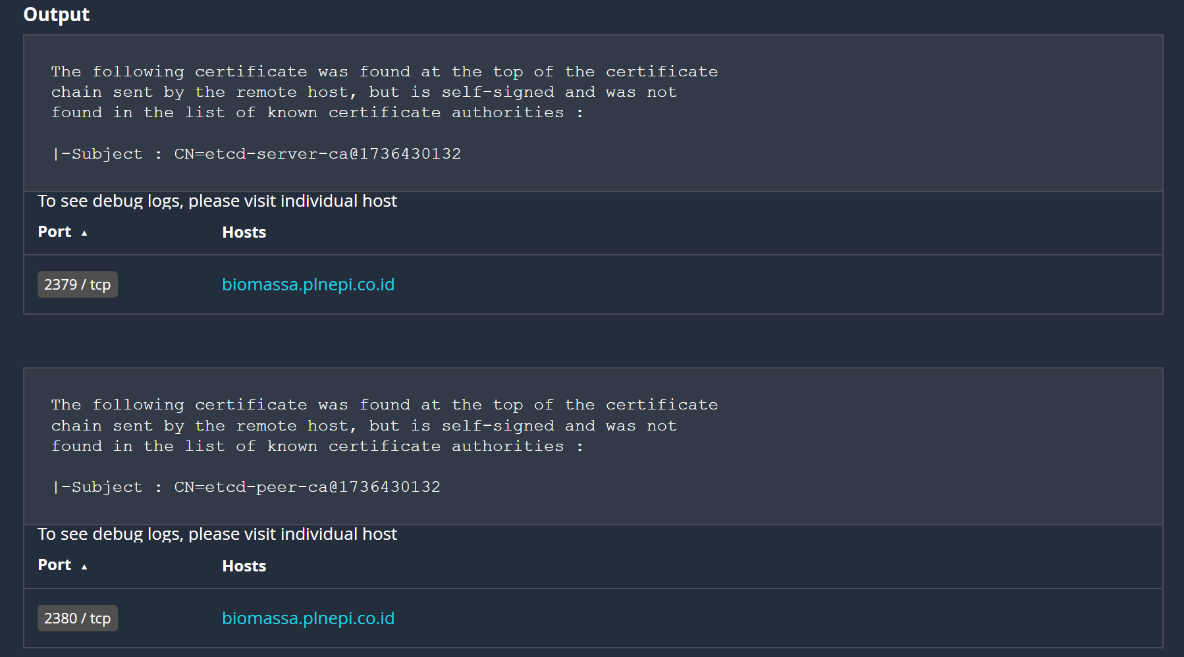 Output
The following certificate was found at the top of the certificate
chain sent by the remote host, but is self-signed and was not
found in the list of known certificate authorities :
|-Subject : CN=etcd-server-ca@1736430132
To see debug logs, please visit individual host
Port ▲ Hosts
2379 / tcp biomassa.plnepi.co.id
The following certificate was found at the top of the certificate
chain sent by the remote host, but is self-signed and was not
found in the list of known certificate authorities :
|-Subject : CN=etcd-peer-ca@1736430132
To see debug logs, please visit individual host
Port ▲ Hosts
2380 / tcp biomassa.plnepi.co.id